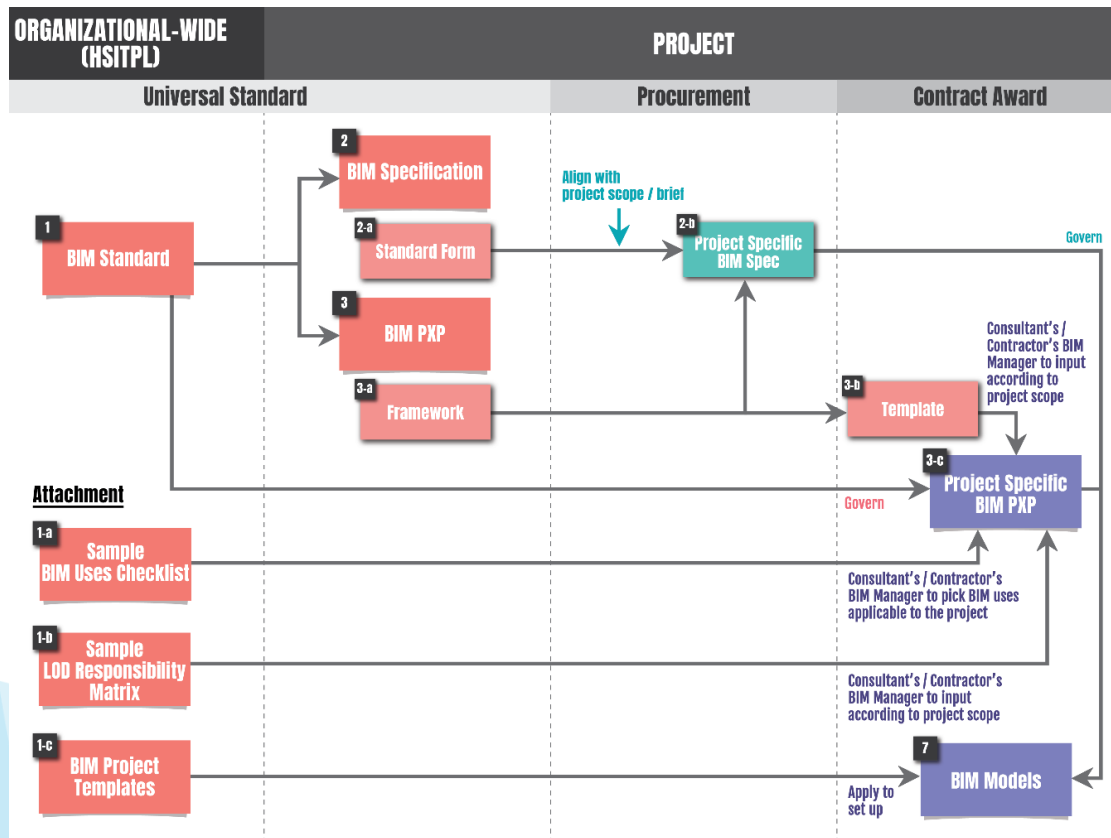 ORGANIZATIONAL-WIDE
(HSITPL)
PROJECT
Universal Standard
Procurement
Contract Award
1
BIM Standard
2
BIM Specification
2-a
Standard Form
3
BIM PXP
3-a
Framework
Align with
project scope / brief
2-b
Project Specific
BIM Spec
Govern
Consultant's /
Contractor's BIM
Manager to input
according to
project scope
3-b
Template
3-c
Project Specific
BIM PXP
Govern
Attachment
1-a
Sample
BIM Uses Checklist
Consultant's / Contractor's
BIM Manager to pick BIM uses
applicable to the project
1-b
Sample
LOD Responsibility
Matrix
Consultant's / Contractor's
BIM Manager to input
according to project scope
1-c
BIM Project
Templates
Apply to
set up
7
BIM Models